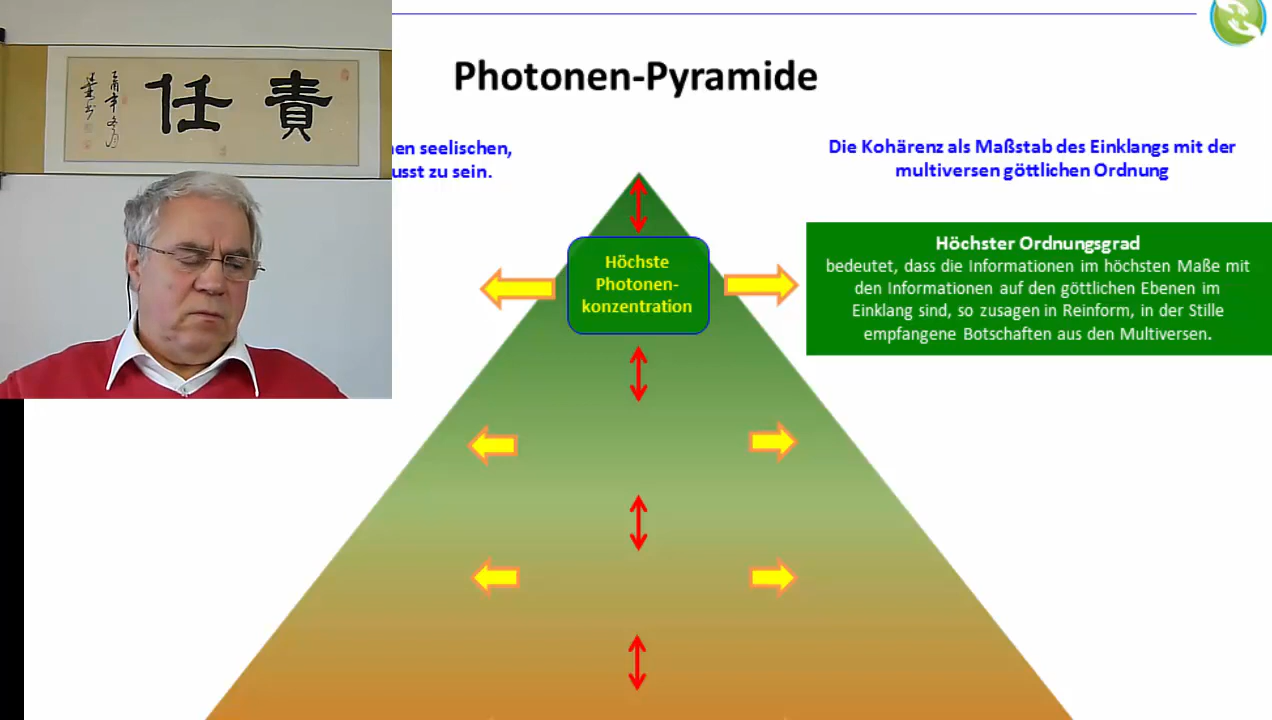 Photonen-Pyramide
責任
en seelischen,
usst zu sein.
Die Kohärenz als Maßstab des Einklangs mit der
multiversen göttlichen Ordnung
Höchste
Photonen-
konzentration
Höchster Ordnungsgrad
bedeutet, dass die Informationen im höchsten Maße mit
den Informationen auf den göttlichen Ebenen im
Einklang sind, so zusagen in Reinform, in der Stille
empfangene Botschaften aus den Multiversen.